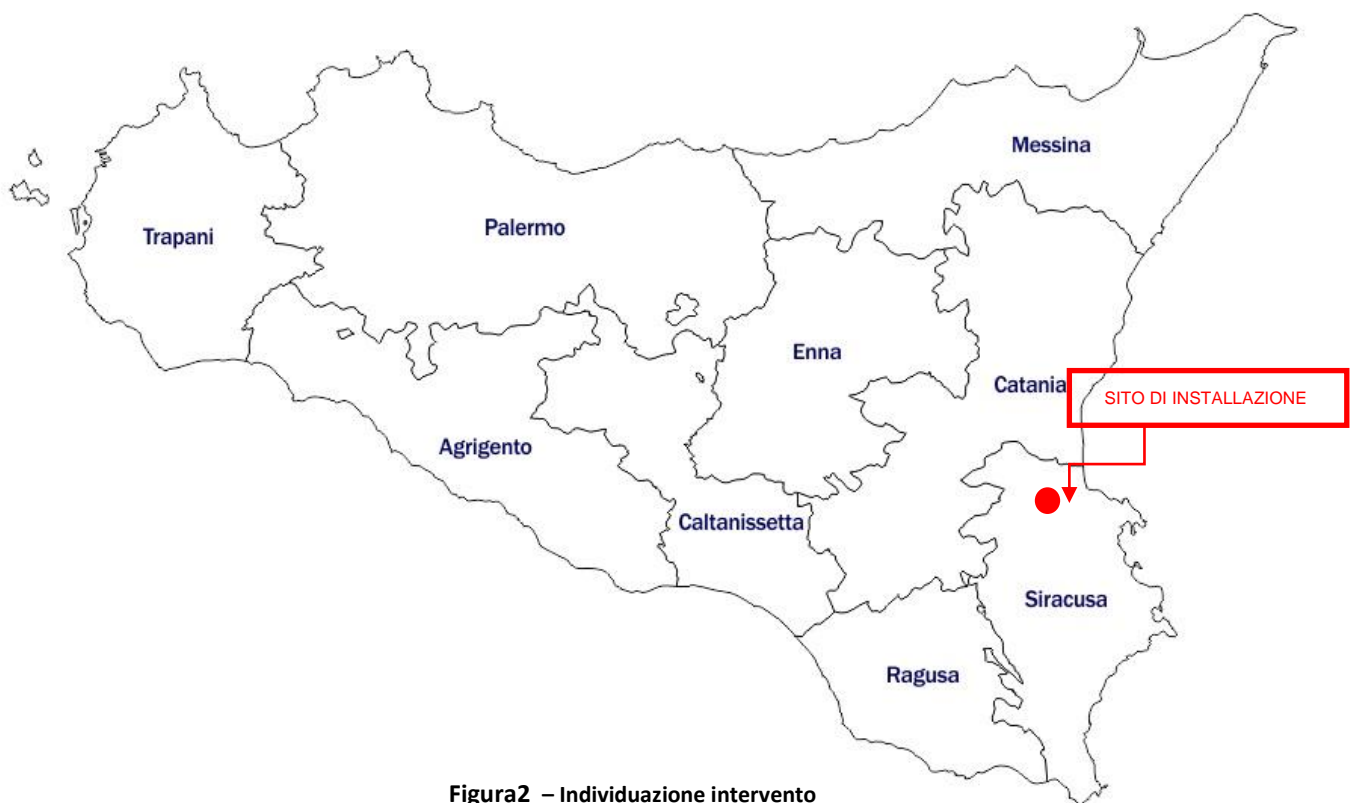 Messina
Trapani
Palermo
Enna
Catania
SITO DI INSTALLAZIONE
Agrigento
Caltanissetta
Siracusa
Ragusa
Figura2 – Individuazione intervento